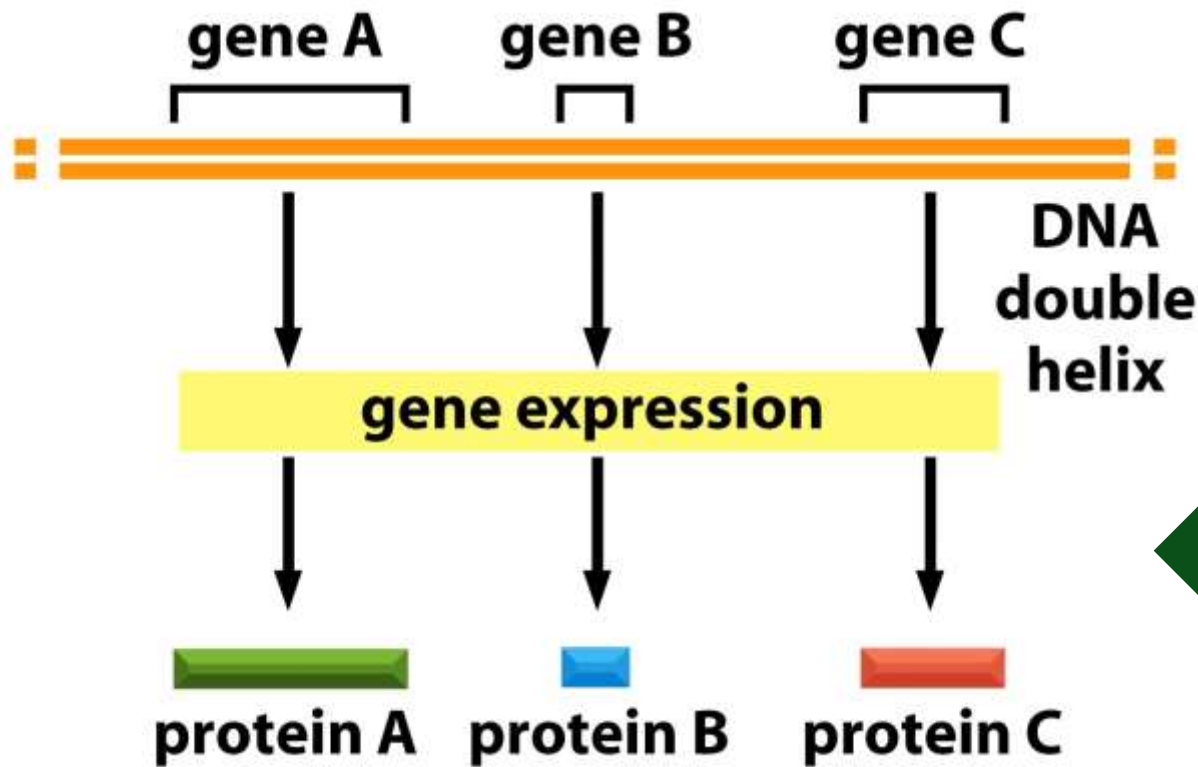 gene A gene B gene C
DNA
double
helix
gene expression
protein A protein B protein C